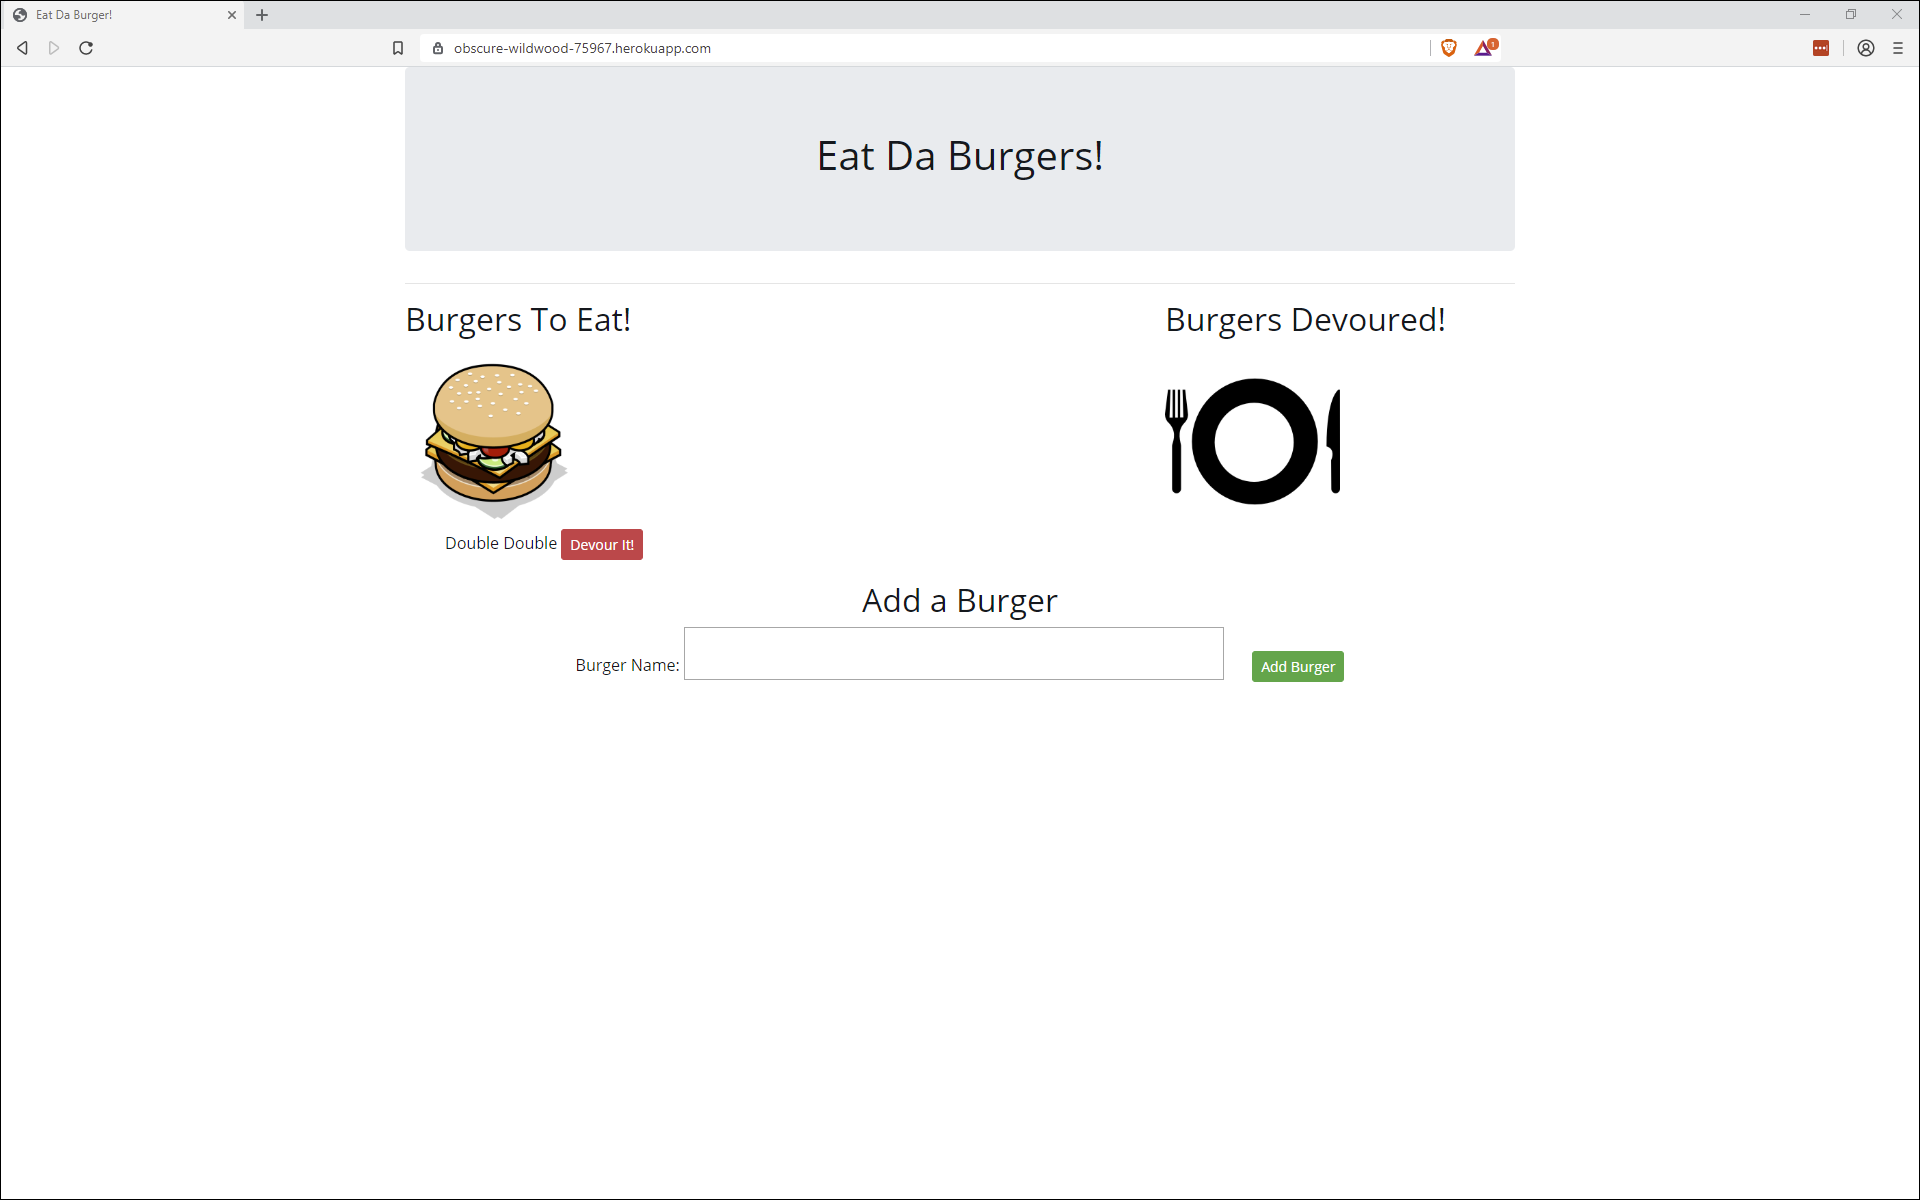 Eat Da Burger!
obscure-wildwood-75967.herokuapp.com
1
Eat Da Burgers!
Burgers To Eat!
Burgers Devoured!
Double Double Devour It!
Add a Burger
Burger Name:
Add Burger